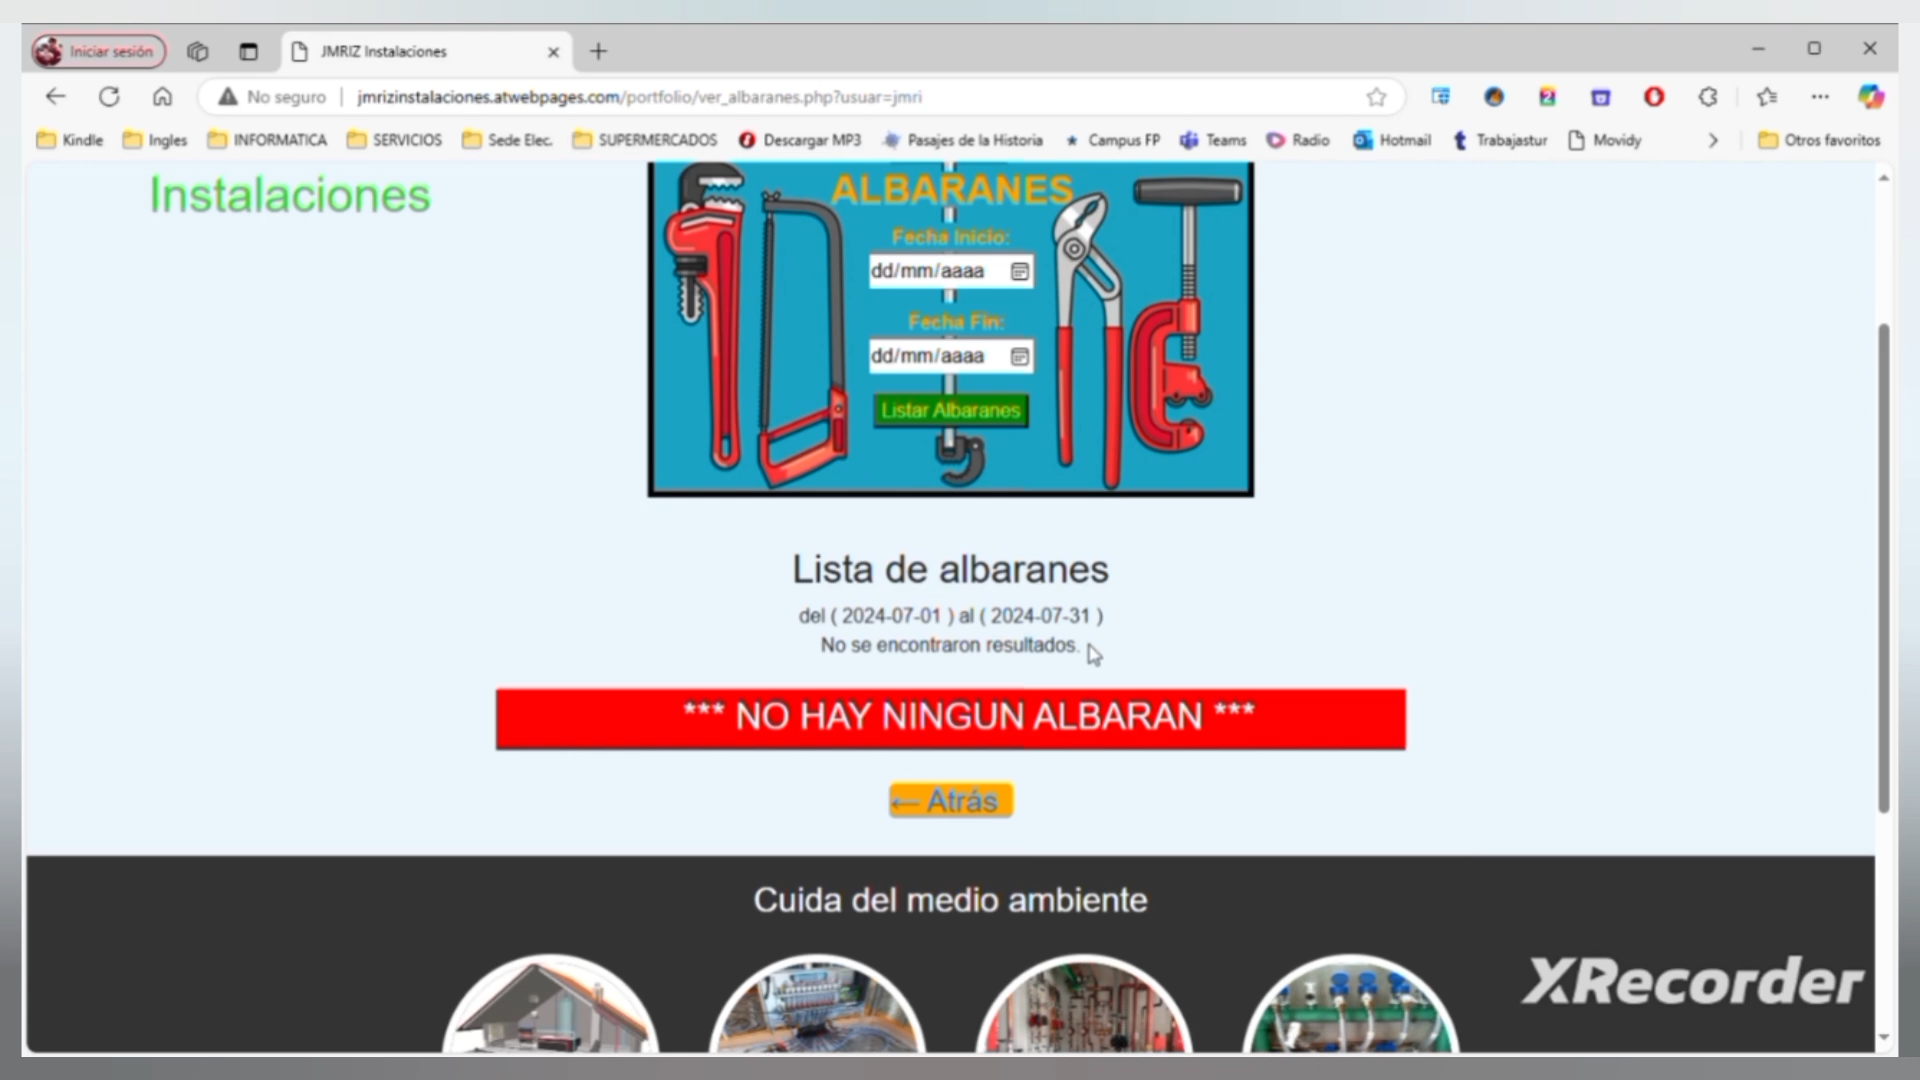 Iniciar sesión
JMRIZ Instalaciones
No seguro
jmrizinstalaciones.atwebpages.com/portfolio/ver_albaranes.php?usuar=jmri
Kindle
Ingles
INFORMATICA
SERVICIOS
Sede Elec.
SUPERMERCADOS
Descargar MP3
Pasajes de la Historia
Campus FP
Teams
Radio
Hotmail
Trabajastur
Movidy
Otros favoritos
Instalaciones
ALBARANES
Fecha Inicio:
dd/mm/aaaa
Fecha Fin:
dd/mm/aaaa
Listar Albaranes
Lista de albaranes
del ( 2024-07-01 ) al ( 2024-07-31 )
No se encontraron resultados.
*** NO HAY NINGUN ALBARAN ***
← Atrás
Cuida del medio ambiente
XRecorder